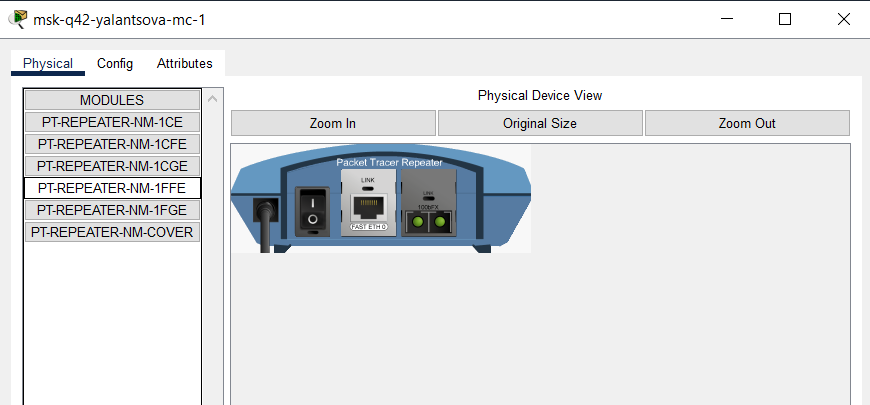 msk-q42-yalantsova-mc-1
Physical Config Attributes
MODULES
PT-REPEATER-NM-1CE
PT-REPEATER-NM-1CFE
PT-REPEATER-NM-1CGE
PT-REPEATER-NM-1FFE
PT-REPEATER-NM-1FGE
PT-REPEATER-NM-COVER
Physical Device View
Zoom In Original Size Zoom Out
Packet Tracer Repeater
LINK
LINK
100bFX
FAST ETH 0